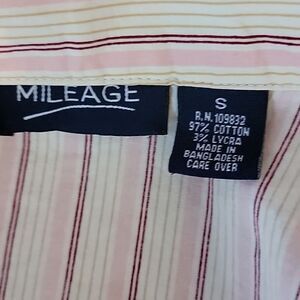 MILEAGE
S
R.N. 109832
97% COTTON
3% LYCRA
MADE IN
BANGLADESH
CARE OVER